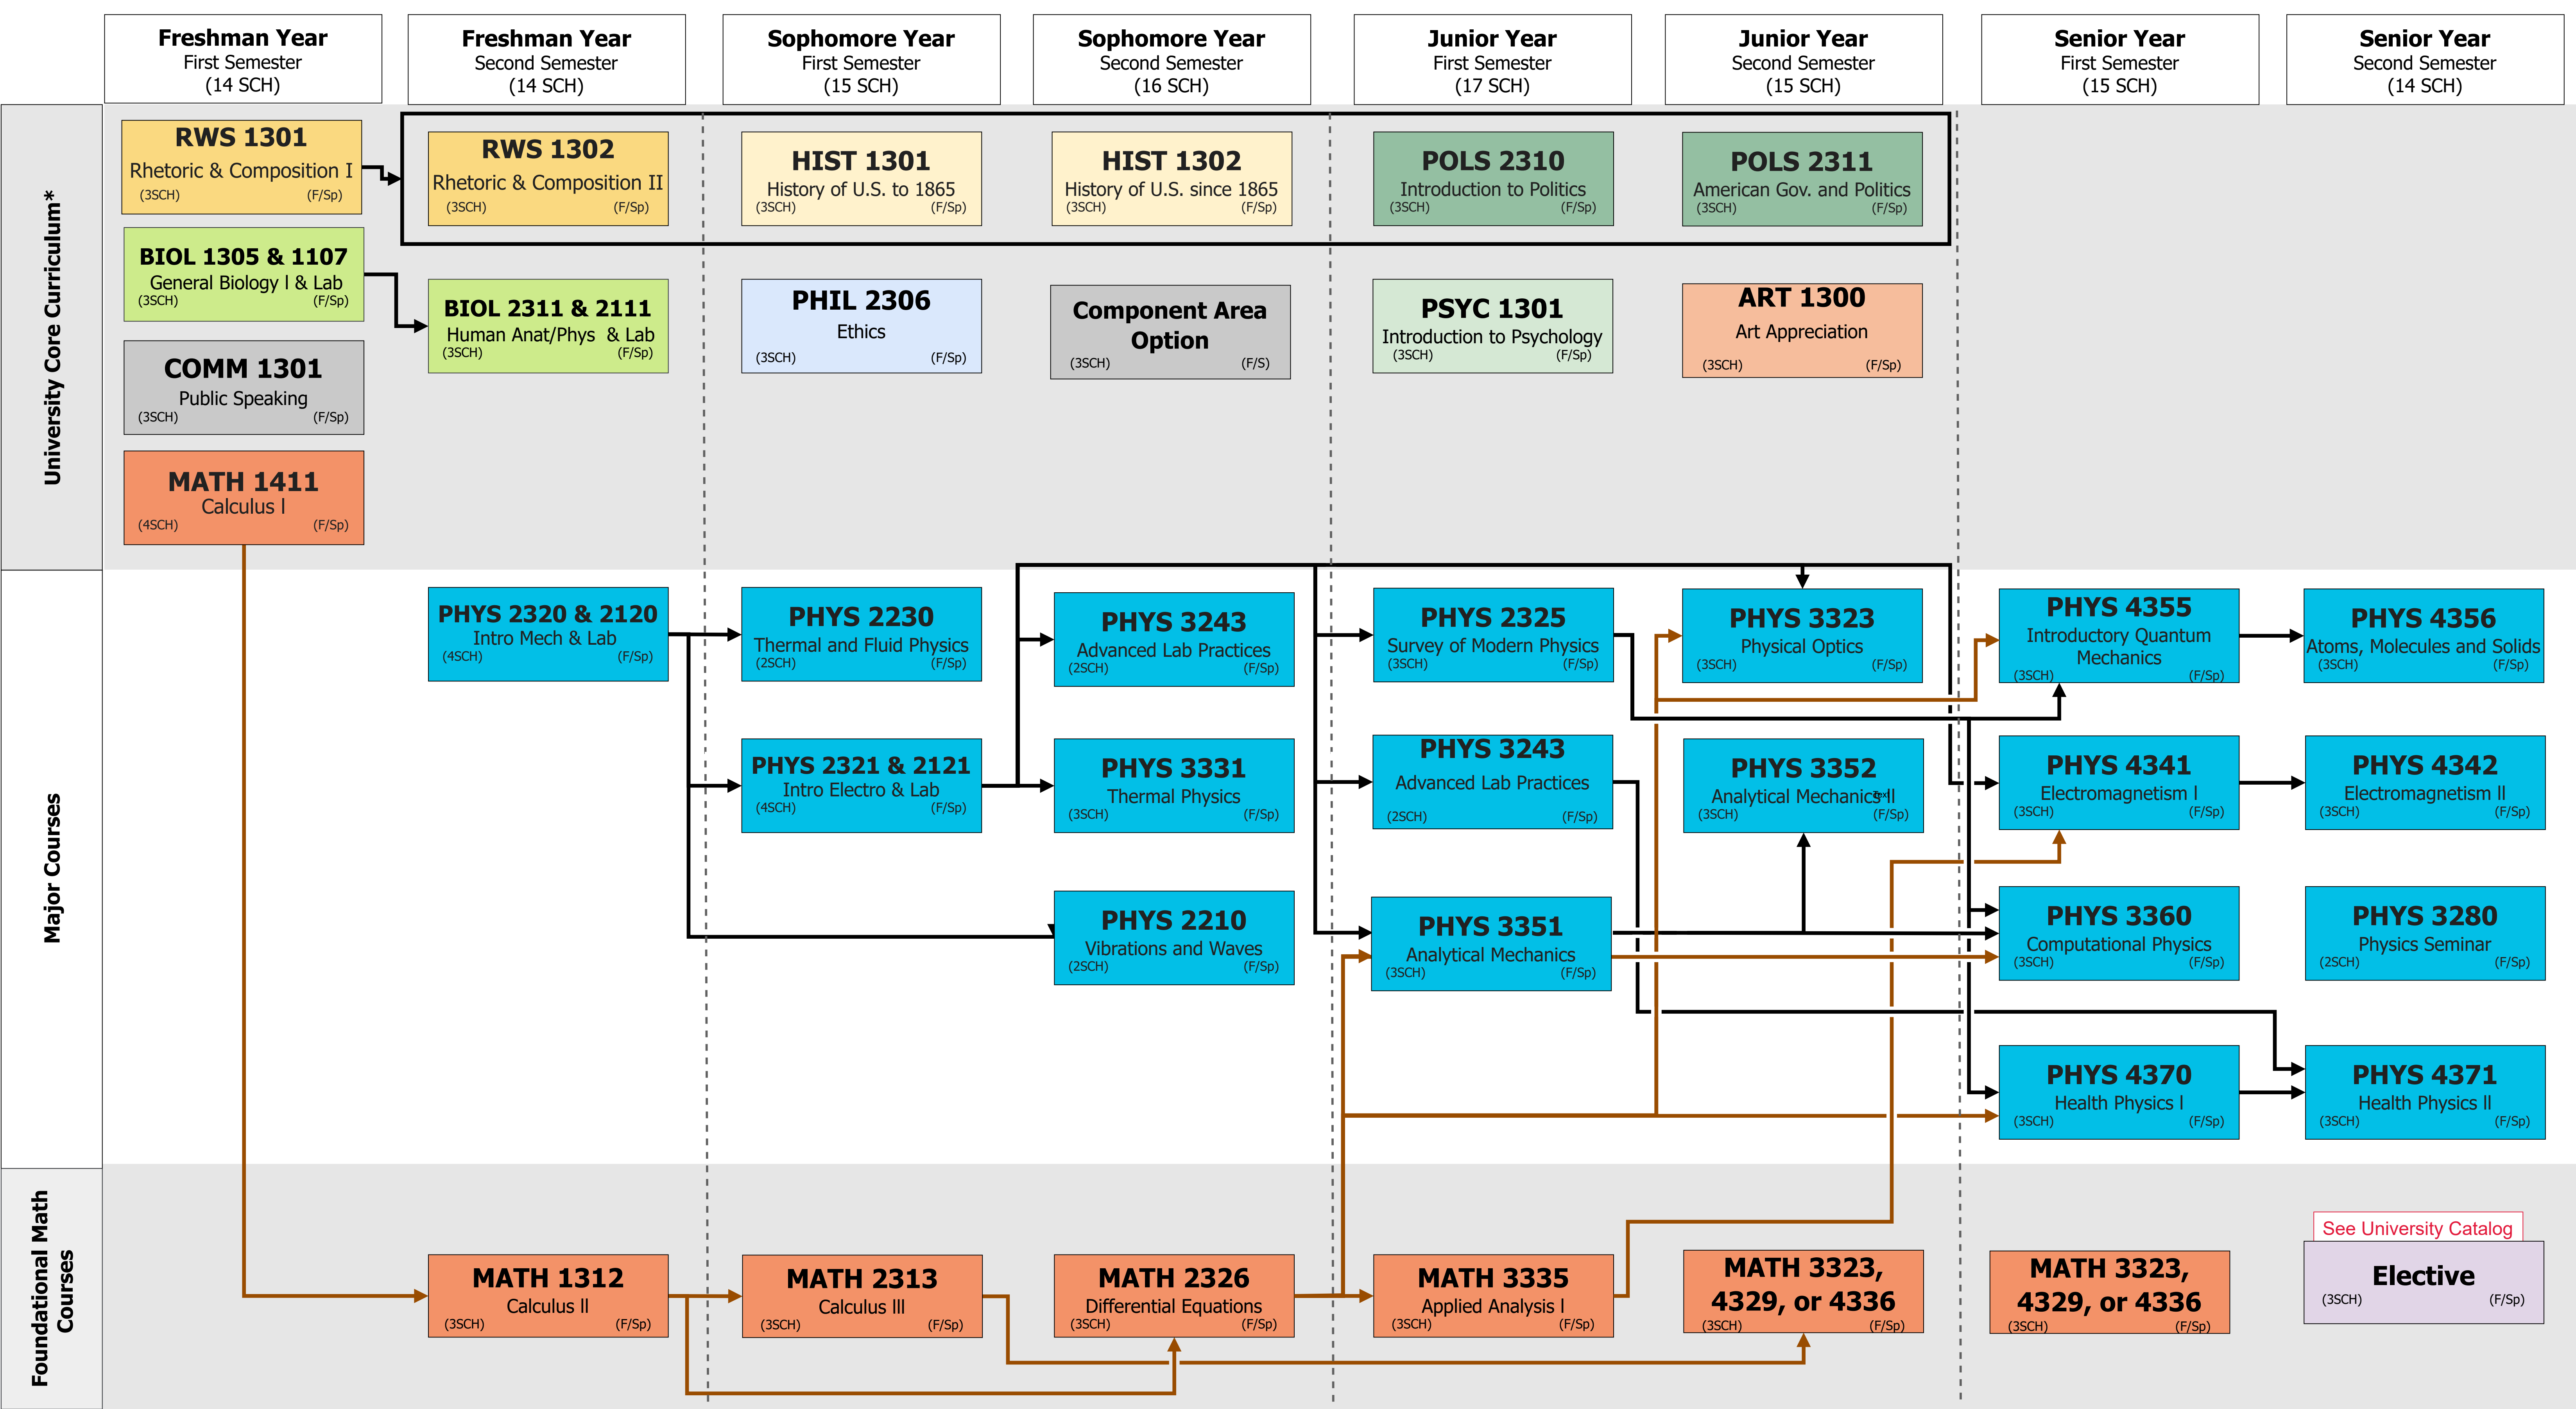 Freshman Year
First Semester
(14 SCH)
Freshman Year
Second Semester
(14 SCH)
Sophomore Year
First Semester
(15 SCH)
Sophomore Year
Second Semester
(16 SCH)
Junior Year
First Semester
(17 SCH)
Junior Year
Second Semester
(15 SCH)
Senior Year
First Semester
(15 SCH)
Senior Year
Second Semester
(14 SCH)
University Core Curriculum*
RWS 1301
Rhetoric & Composition I
(3SCH) (F/Sp)
RWS 1302
Rhetoric & Composition II
(3SCH) (F/Sp)
HIST 1301
History of U.S. to 1865
(3SCH) (F/Sp)
HIST 1302
History of U.S. since 1865
(3SCH) (F/Sp)
POLS 2310
Introduction to Politics
(3SCH) (F/Sp)
POLS 2311
American Gov. and Politics
(3SCH) (F/Sp)
BIOL 1305 & 1107
General Biology l & Lab
(3SCH) (F/Sp)
BIOL 2311 & 2111
Human Anat/Phys & Lab
(3SCH) (F/Sp)
PHIL 2306
Ethics
(3SCH) (F/Sp)
Component Area
Option
(3SCH) (F/S)
PSYC 1301
Introduction to Psychology
(3SCH) (F/Sp)
ART 1300
Art Appreciation
(3SCH) (F/Sp)
COMM 1301
Public Speaking
(3SCH) (F/Sp)
MATH 1411
Calculus l
(4SCH) (F/Sp)
Major Courses
PHYS 2320 & 2120
Intro Mech & Lab
(4SCH) (F/Sp)
PHYS 2230
Thermal and Fluid Physics
(2SCH) (F/Sp)
PHYS 3243
Advanced Lab Practices
(2SCH) (F/Sp)
PHYS 2325
Survey of Modern Physics
(3SCH) (F/Sp)
PHYS 3323
Physical Optics
(3SCH) (F/Sp)
PHYS 4355
Introductory Quantum
Mechanics
(3SCH) (F/Sp)
PHYS 4356
Atoms, Molecules and Solids
(3SCH) (F/Sp)
PHYS 2321 & 2121
Intro Electro & Lab
(4SCH) (F/Sp)
PHYS 3331
Thermal Physics
(3SCH) (F/Sp)
PHYS 3243
Advanced Lab Practices
(2SCH) (F/Sp)
PHYS 3352
Analytical Mechanics ll
(3SCH) (F/Sp)
PHYS 4341
Electromagnetism l
(3SCH) (F/Sp)
PHYS 4342
Electromagnetism ll
(3SCH) (F/Sp)
PHYS 2210
Vibrations and Waves
(2SCH) (F/Sp)
PHYS 3351
Analytical Mechanics
(3SCH) (F/Sp)
PHYS 3360
Computational Physics
(3SCH) (F/Sp)
PHYS 3280
Physics Seminar
(2SCH) (F/Sp)
PHYS 4370
Health Physics l
(3SCH) (F/Sp)
PHYS 4371
Health Physics ll
(3SCH) (F/Sp)
Foundational Math
Courses
MATH 1312
Calculus ll
(3SCH) (F/Sp)
MATH 2313
Calculus lll
(3SCH) (F/Sp)
MATH 2326
Differential Equations
(3SCH) (F/Sp)
MATH 3335
Applied Analysis l
(3SCH) (F/Sp)
MATH 3323,
4329, or 4336
(3SCH) (F/Sp)
MATH 3323,
4329, or 4336
(3SCH) (F/Sp)
See University Catalog
Elective
(3SCH) (F/Sp)